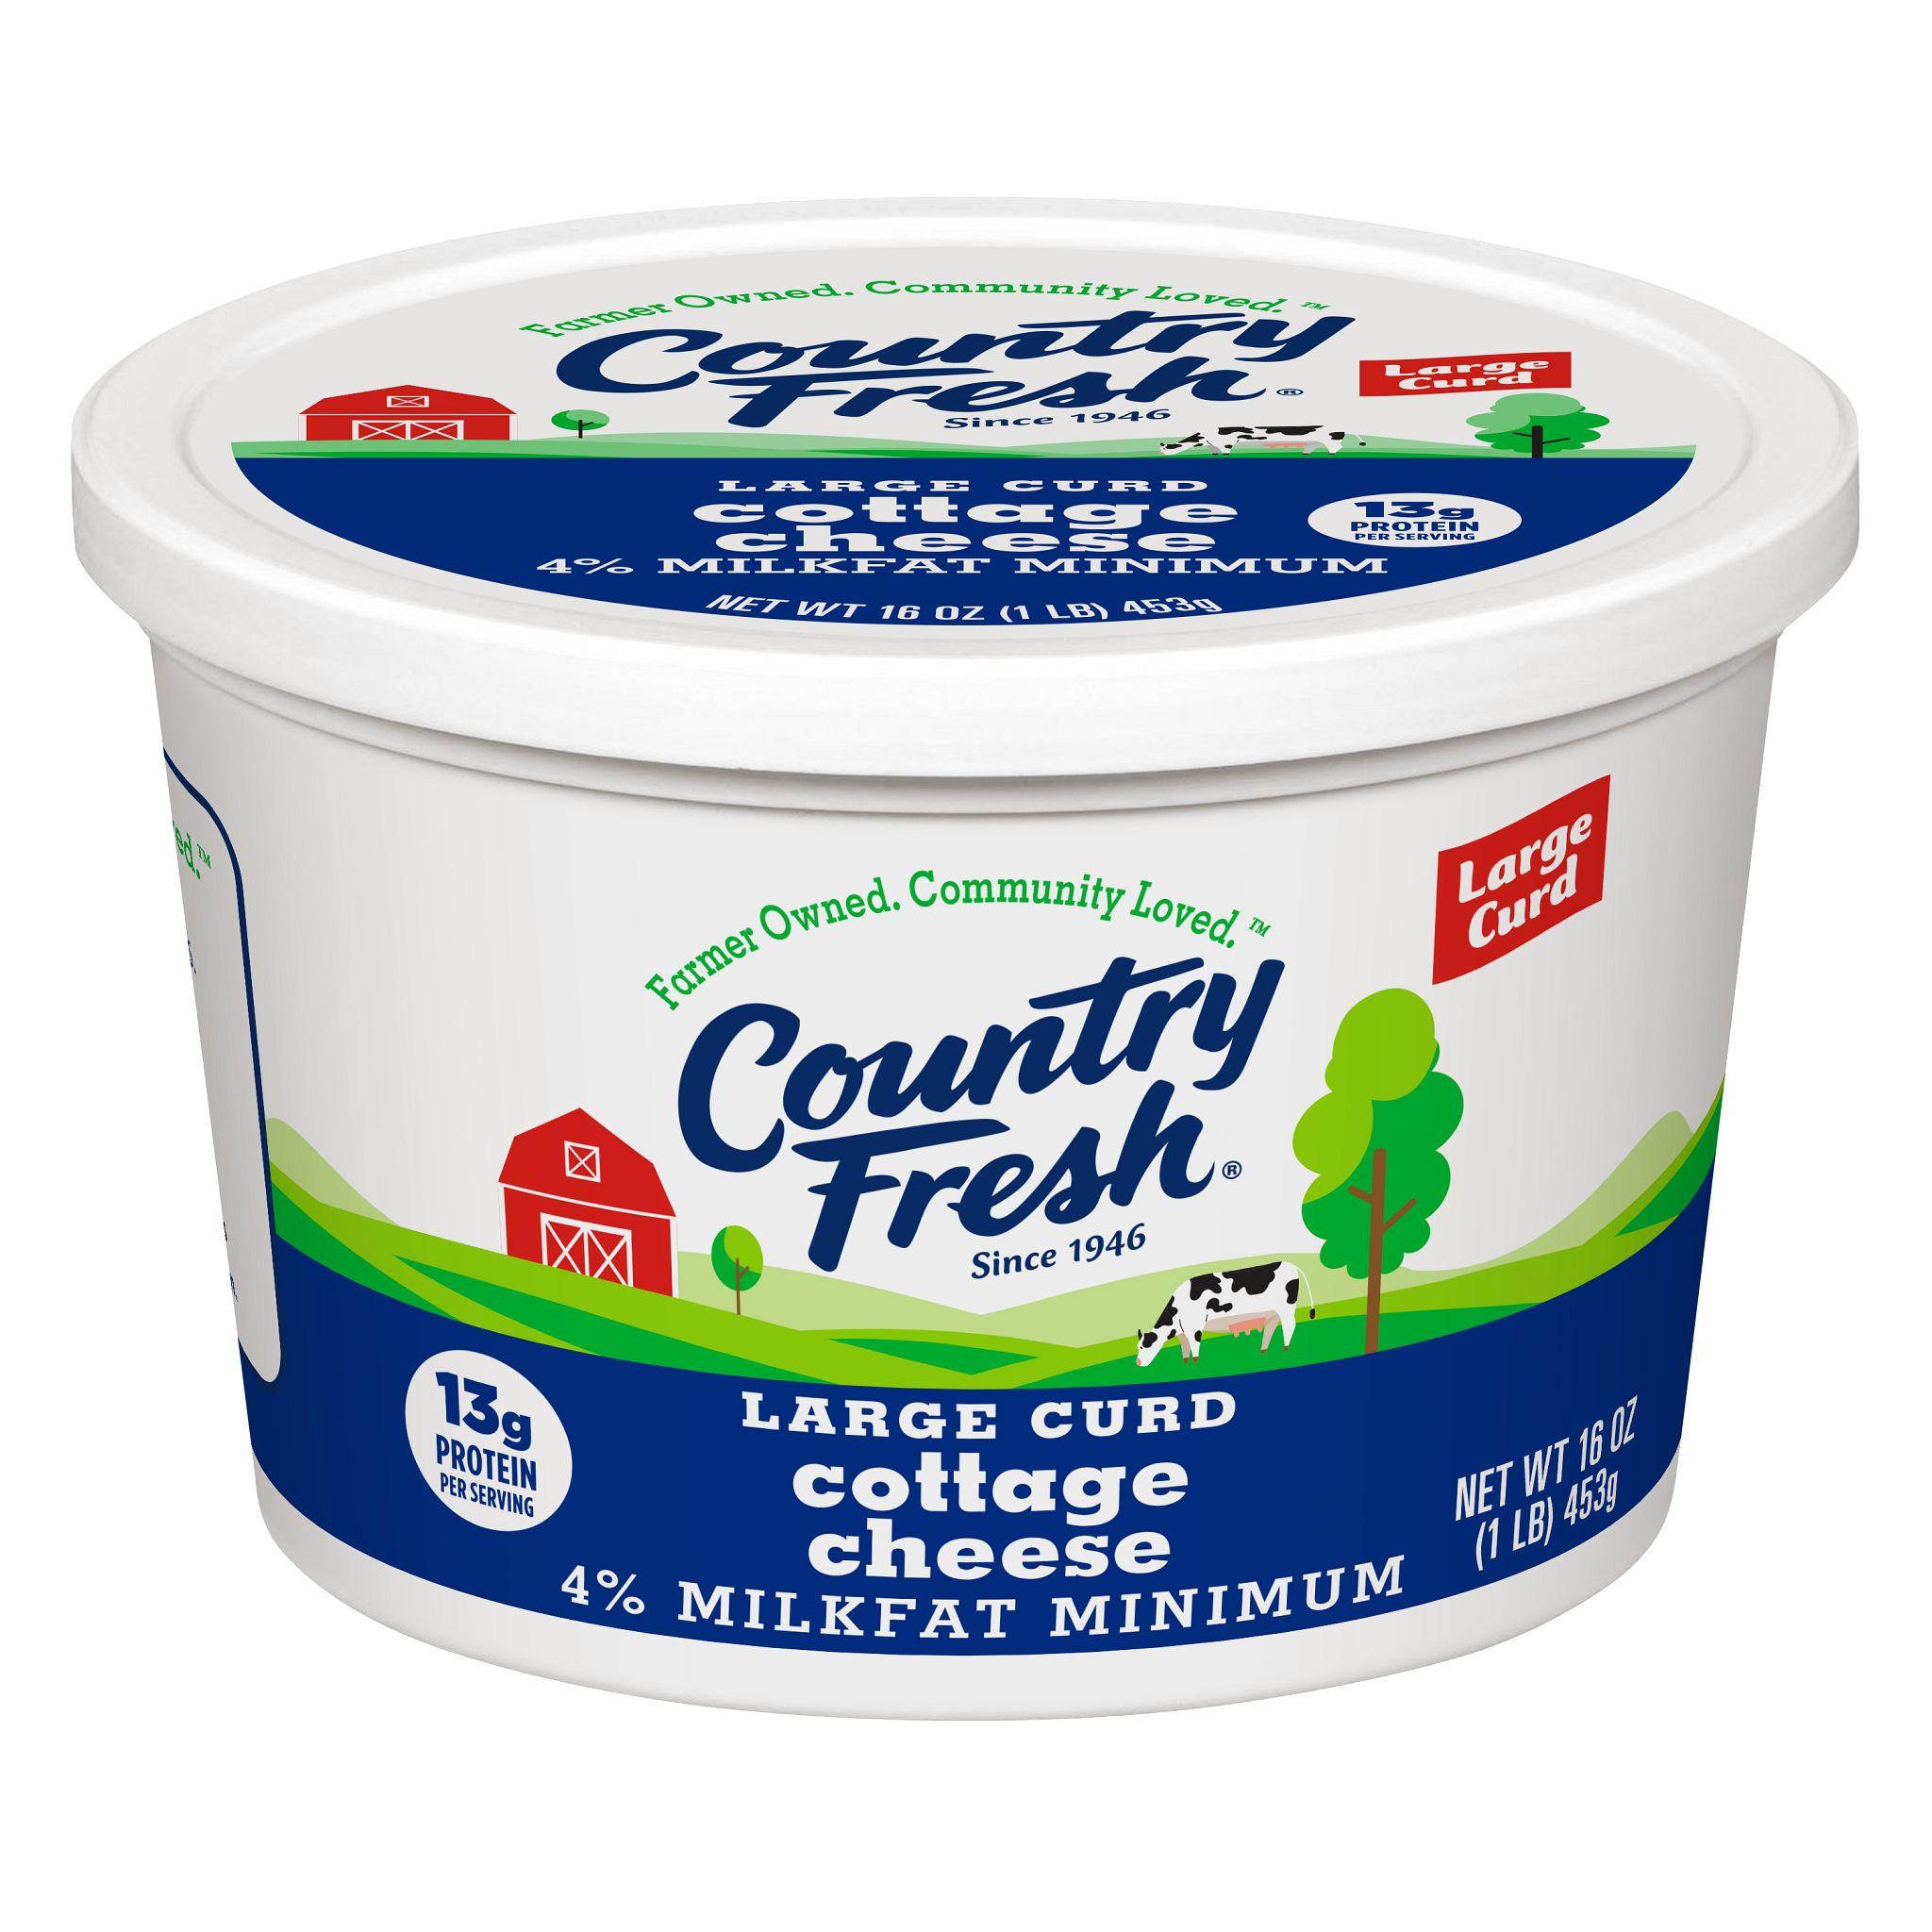 Farmer Owned. Community Loved.™
Country
Fresh®
Since 1946
Large
Curd
LARGE CURD
cottage
cheese
4% MILKFAT MINIMUM
13g
PROTEIN
PER SERVING
NET WT 16 OZ (1 LB) 453g
ed.™
Farmer Owned. Community Loved.™
Country
Fresh®
Since 1946
Large
Curd
13g
PROTEIN
PER SERVING
LARGE CURD
cottage
cheese
4% MILKFAT MINIMUM
NET WT 16 OZ
(1 LB) 453g